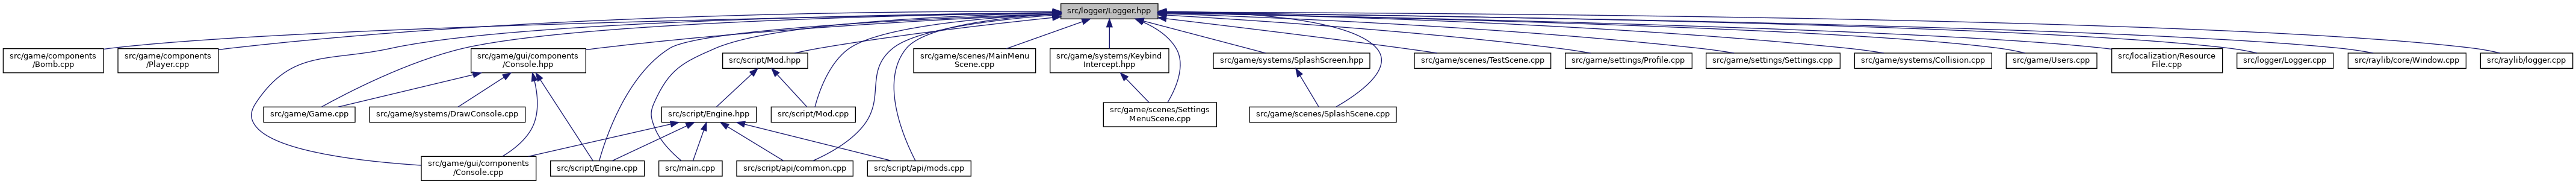 src/logger/Logger.hpp
src/game/components
/Bomb.cpp
src/game/components
/Player.cpp
src/game/gui/components
/Console.hpp
src/script/Mod.hpp
src/game/scenes/MainMenu
Scene.cpp
src/game/systems/Keybind
Intercept.hpp
src/game/systems/SplashScreen.hpp
src/game/scenes/TestScene.cpp
src/game/settings/Profile.cpp
src/game/settings/Settings.cpp
src/game/systems/Collision.cpp
src/game/Users.cpp
src/localization/Resource
File.cpp
src/logger/Logger.cpp
src/raylib/core/Window.cpp
src/raylib/logger.cpp
src/game/Game.cpp
src/game/systems/DrawConsole.cpp
src/script/Engine.hpp
src/script/Mod.cpp
src/game/scenes/Settings
MenuScene.cpp
src/game/scenes/SplashScene.cpp
src/game/gui/components
/Console.cpp
src/script/Engine.cpp
src/main.cpp
src/script/api/common.cpp
src/script/api/mods.cpp